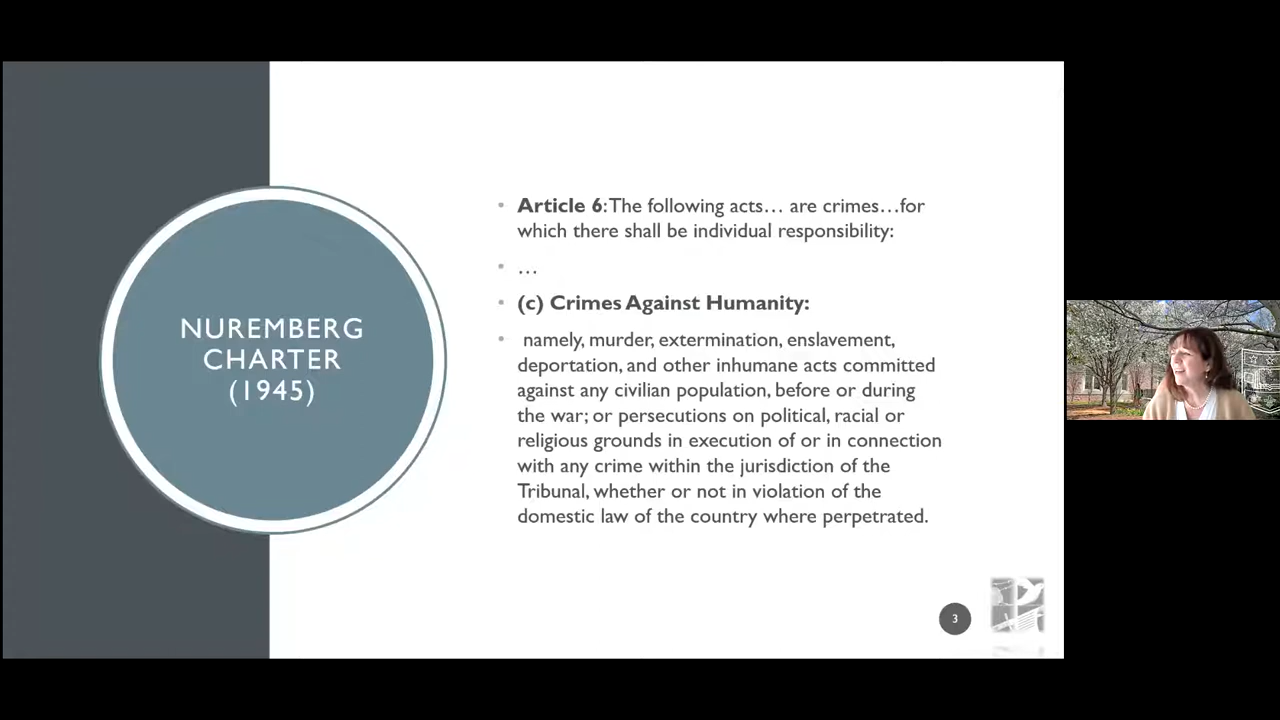 NUREMBERG
CHARTER
(1945)
Article 6:The following acts… are crimes…for
which there shall be individual responsibility:
…
(c) Crimes Against Humanity:
namely, murder, extermination, enslavement,
deportation, and other inhumane acts committed
against any civilian population, before or during
the war; or persecutions on political, racial or
religious grounds in execution of or in connection
with any crime within the jurisdiction of the
Tribunal, whether or not in violation of the
domestic law of the country where perpetrated.
3